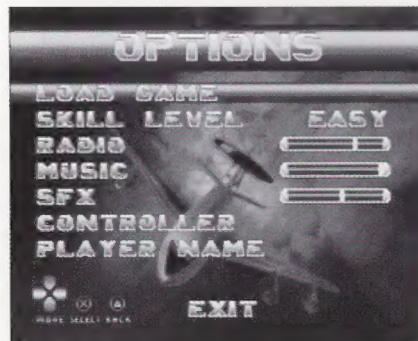 OPTIONS
LOAD GAME
SKILL LEVEL EASY
RADIO
MUSIC
SFX
CONTROLLER
PLAYER NAME
EXIT
MOVE SELECT BACK